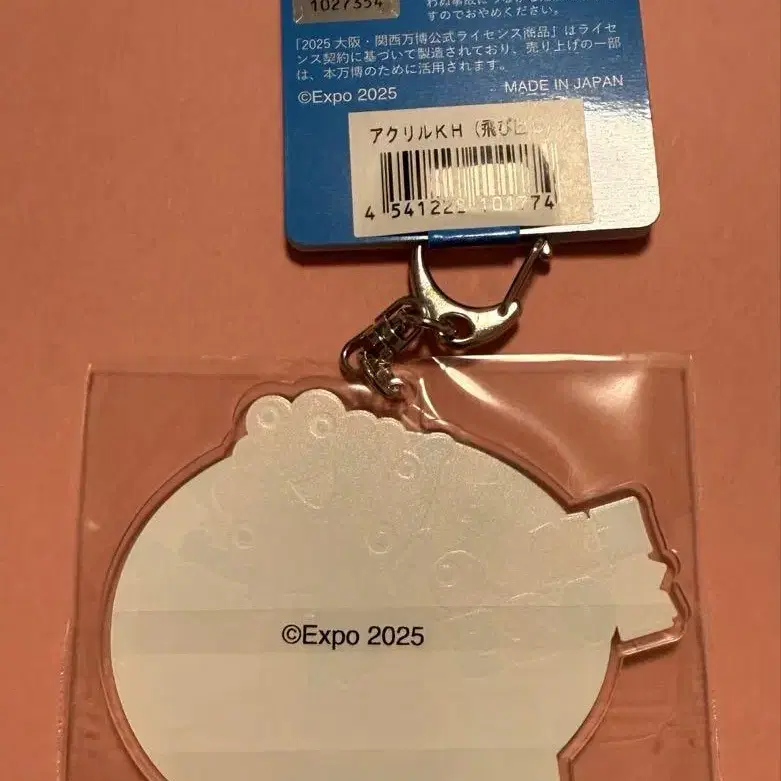 1027354
すのでおやめください。
「2025 大阪・関西万博公式ライセンス商品」はライセ
ンス契約に基づいて製造されており、売り上げの一部
は、本万博のために活用されます。
©Expo 2025
MADE IN JAPAN
アクリルKH（飛び
4 541228 101774
©Expo 2025